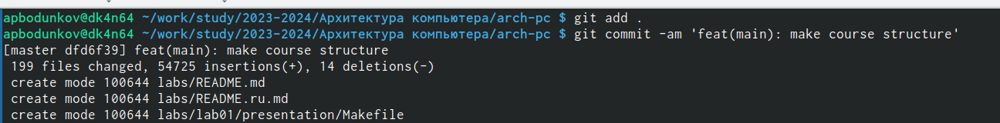 apbodunkov@dk4n64 ~/work/study/2023-2024/Архитектура компьютера/arch-pc $ git add .
apbodunkov@dk4n64 ~/work/study/2023-2024/Архитектура компьютера/arch-pc $ git commit -am 'feat(main): make course structure'
[master dfd6f39] feat(main): make course structure
 199 files changed, 54725 insertions(+), 14 deletions(-)
 create mode 100644 labs/README.md
 create mode 100644 labs/README.ru.md
 create mode 100644 labs/lab01/presentation/Makefile